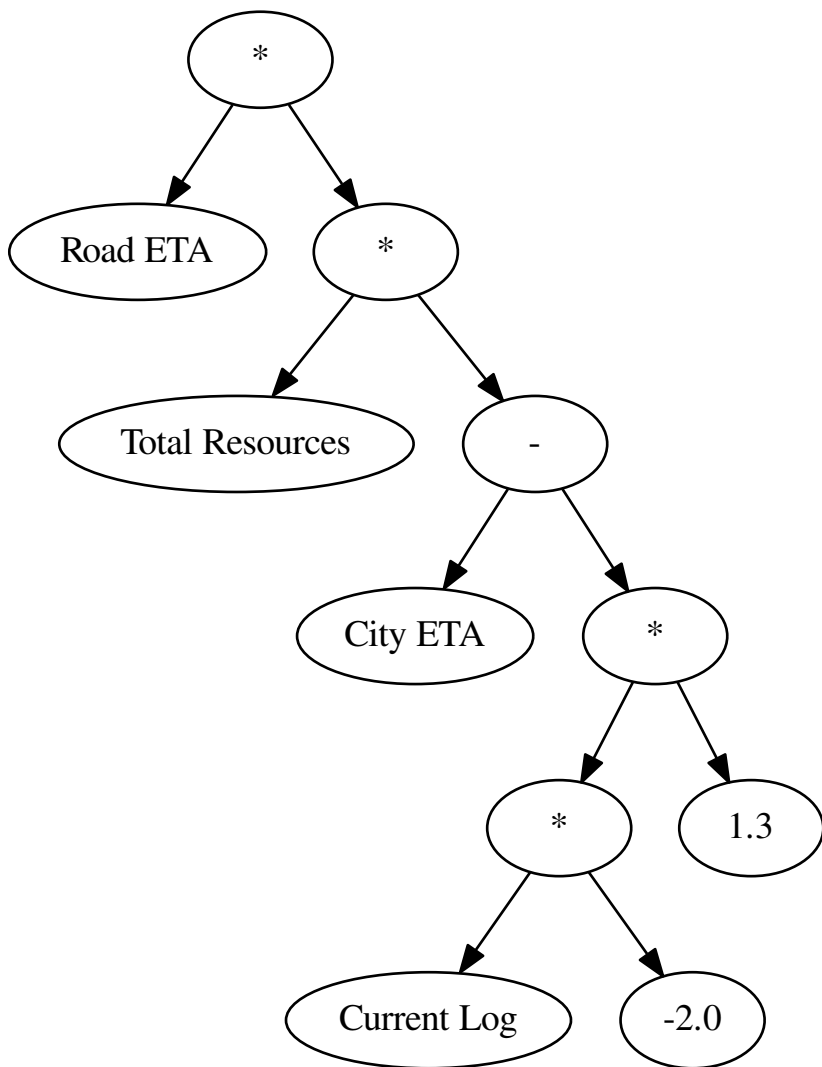 *
Road ETA
*
Total Resources
-
City ETA
*
*
1.3
Current Log
-2.0